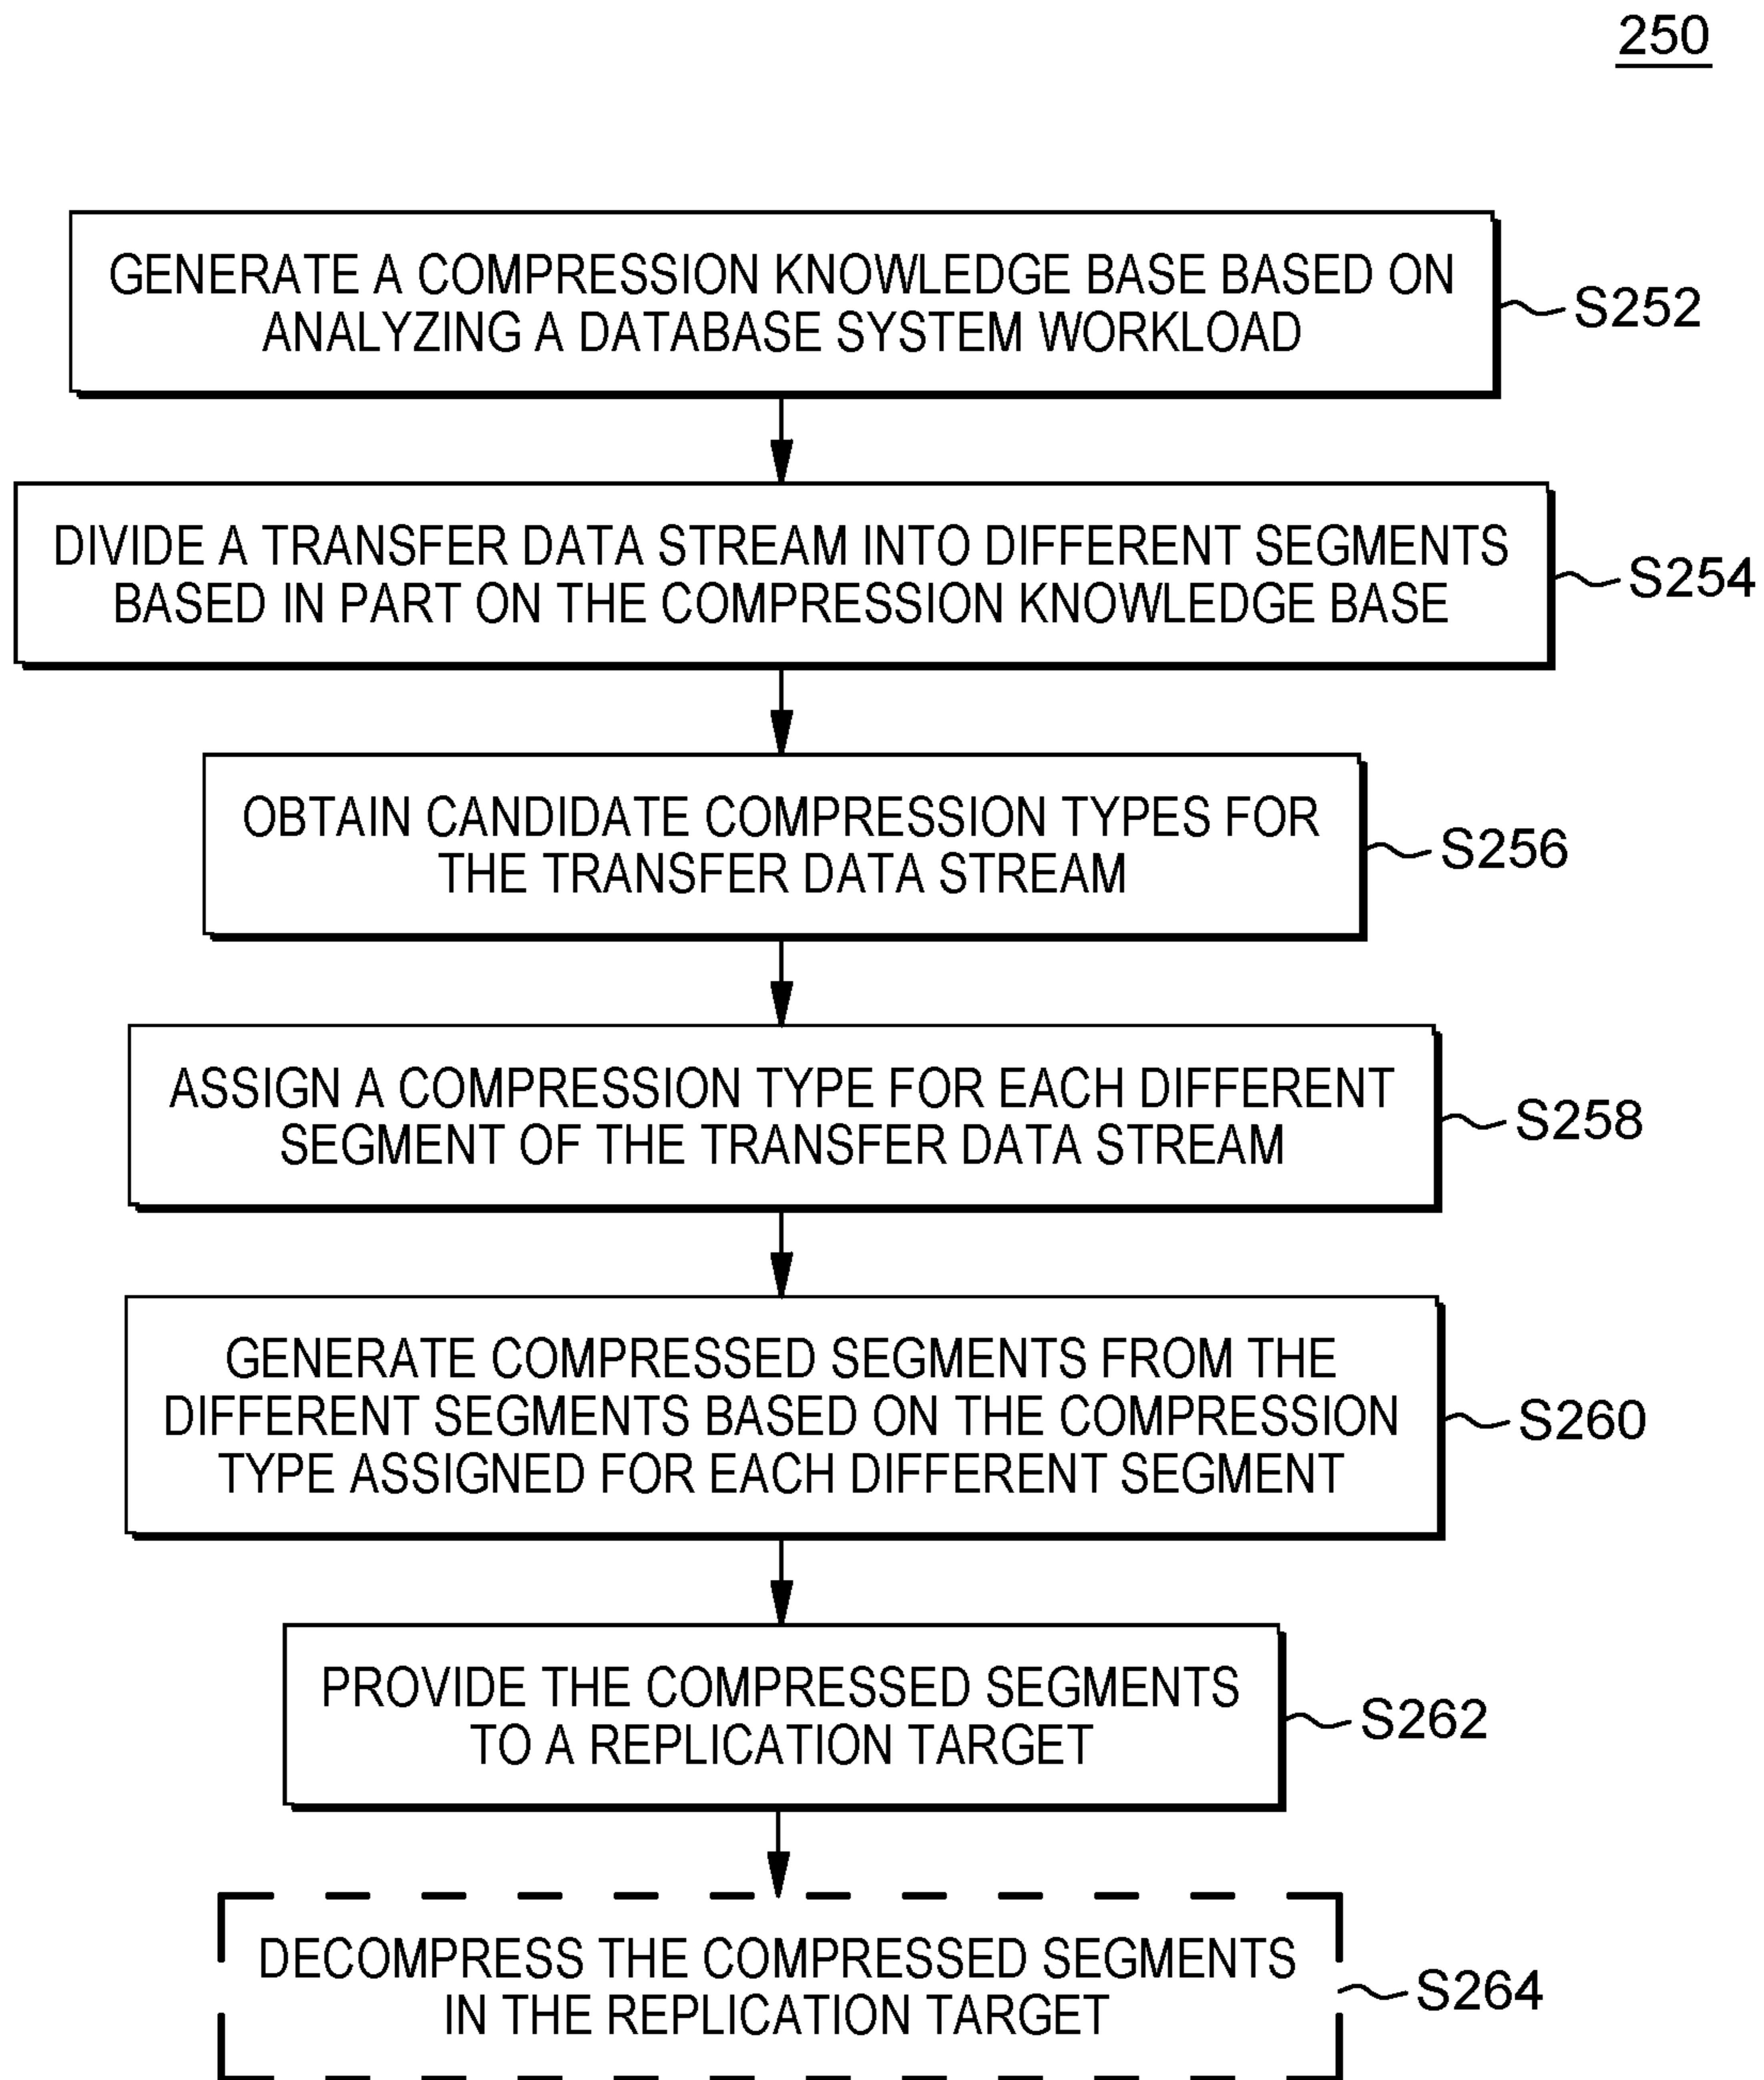 250
GENERATE A COMPRESSION KNOWLEDGE BASE BASED ON
ANALYZING A DATABASE SYSTEM WORKLOAD
S252
DIVIDE A TRANSFER DATA STREAM INTO DIFFERENT SEGMENTS
BASED IN PART ON THE COMPRESSION KNOWLEDGE BASE
S254
OBTAIN CANDIDATE COMPRESSION TYPES FOR
THE TRANSFER DATA STREAM
S256
ASSIGN A COMPRESSION TYPE FOR EACH DIFFERENT
SEGMENT OF THE TRANSFER DATA STREAM
S258
GENERATE COMPRESSED SEGMENTS FROM THE
DIFFERENT SEGMENTS BASED ON THE COMPRESSION
TYPE ASSIGNED FOR EACH DIFFERENT SEGMENT
S260
PROVIDE THE COMPRESSED SEGMENTS
TO A REPLICATION TARGET
S262
DECOMPRESS THE COMPRESSED SEGMENTS
IN THE REPLICATION TARGET
S264